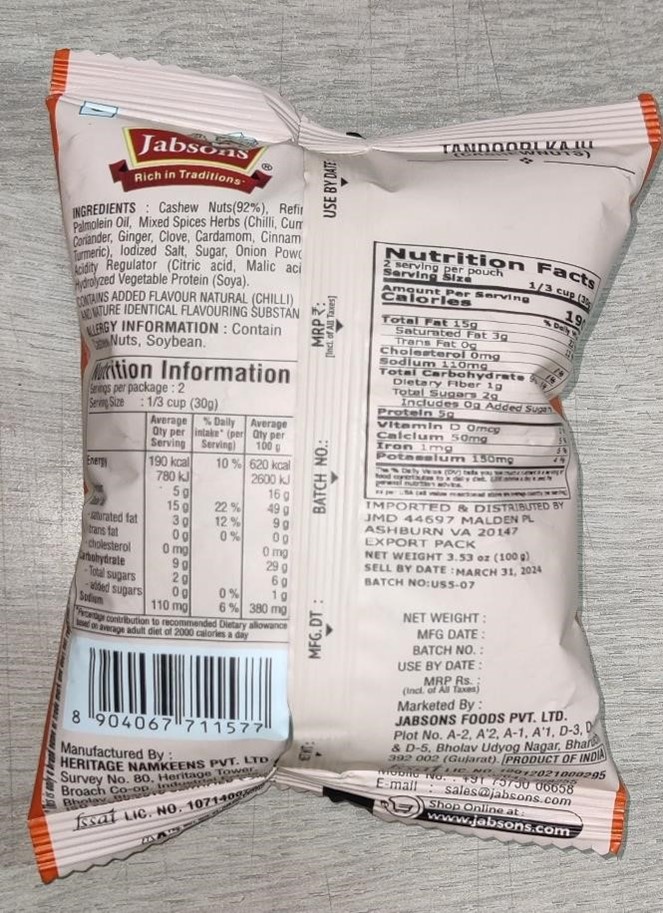 Jabsons
Rich in Traditions
INGREDIENTS : Cashew Nuts(92%),
Palmolein Oil, Mixed Spices Herbs (Chilli,
Coriander, Ginger, Clove, Cardamom,
Turmeric), Iodized Salt, Sugar, Onion
Acidity Regulator (Citric acid, Malic
Hydrolyzed Vegetable Protein (Soya).
CONTAINS ADDED FLAVOUR NATURAL (CHILLI)
AND NATURE IDENTICAL FLAVOURING
ALLERGY INFORMATION : Contain
Nuts, Soybean.
Nutrition Information
Servings per package : 2
Serving Size : 1/3 cup (30g)
Average Qty per Serving
% Daily intake* (per Serving)
Average Qty per 100 g
Energy 190 kcal 10% 620 kcal
780 kJ 2600 kJ
5 g 16 g
15 g 22 % 49 g
saturated fat 3 g 12 % 9 g
trans fat 0 g 0 % 0 g
cholesterol 0 mg 0 mg
Carbohydrate 9 g 29 g
- Total sugars 2 g 6 g
- added sugars 0 g 0 % 1 g
Sodium 110 mg 6 % 380 mg
*Percentage contribution to recommended Dietary allowance
based on average adult diet of 2000 calories a day
8 904067 711577
Manufactured By :
HERITAGE NAMKEENS PVT. LTD
Survey No. 80, Heritage Tower,
Broach Co-op.
fssai LIC. NO.
USE BY DATE
MRP ₹:
[Incl. of All Taxes]
BATCH NO.:
MFG. DT :
TANDOORI KAJU
Nutrition Facts
2 serving per pouch
Serving Size 1/3 cup
Amount Per Serving
Calories
% Daily
Total Fat 15g
Saturated Fat 3g
Trans Fat 0g
Cholesterol 0mg
Sodium 110mg
Total Carbohydrate
Dietary Fiber 1g
Total Sugars 2g
Includes 0g Added Sugar
Protein 5g
Vitamin D 0mcg
Calcium 50mg
Iron 1mg
Potassium 150mg
IMPORTED & DISTRIBUTED BY
JMD 44697 MALDEN PL
ASHBURN VA 20147
EXPORT PACK
NET WEIGHT 3.53 oz (100 g)
SELL BY DATE :MARCH 31, 2024
BATCH NO:US5-07
NET WEIGHT :
MFG DATE :
BATCH NO. :
USE BY DATE :
MRP Rs. :
(Incl. of All Taxes)
Marketed By :
JABSONS FOODS PVT. LTD.
Plot No. A-2, A'2, A-1, A'1, D-3,
& D-5, Bholav Udyog Nagar,
392 002 (Gujarat). [PRODUCT OF INDIA]
E-mail : sales@jabsons.com
Shop Online at :
www.jabsons.com